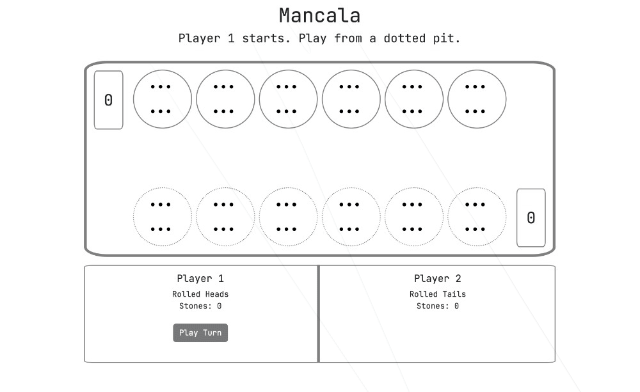 Mancala
Player 1 starts. Play from a dotted pit.
0
0
Player 1
Rolled Heads
Stones: 0
Play Turn
Player 2
Rolled Tails
Stones: 0